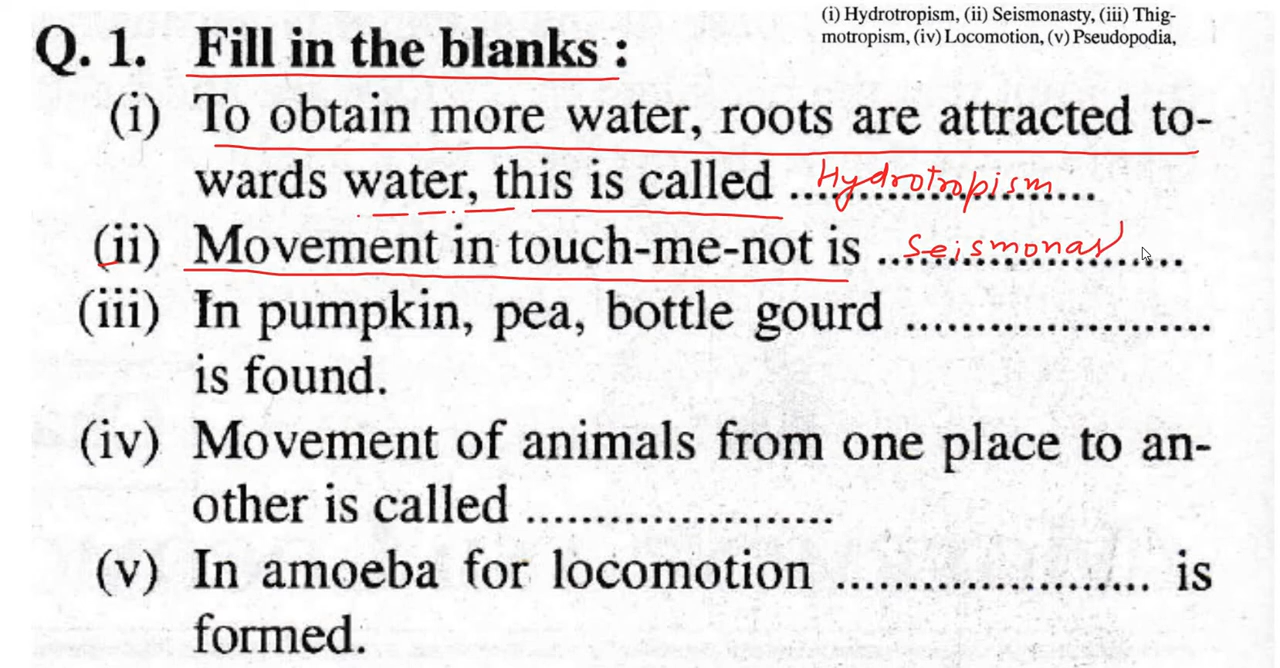 (i) Hydrotropism, (ii) Seismonasty, (iii) Thig-
motropism, (iv) Locomotion, (v) Pseudopodia,
Q. 1. Fill in the blanks :
(i) To obtain more water, roots are attracted to-
wards water, this is called .... Hydrotropism ....
(ii) Movement in touch-me-not is .... Seismonas ....
(iii) In pumpkin, pea, bottle gourd ......................
is found.
(iv) Movement of animals from one place to an-
other is called ......................
(v) In amoeba for locomotion ...................... is
formed.